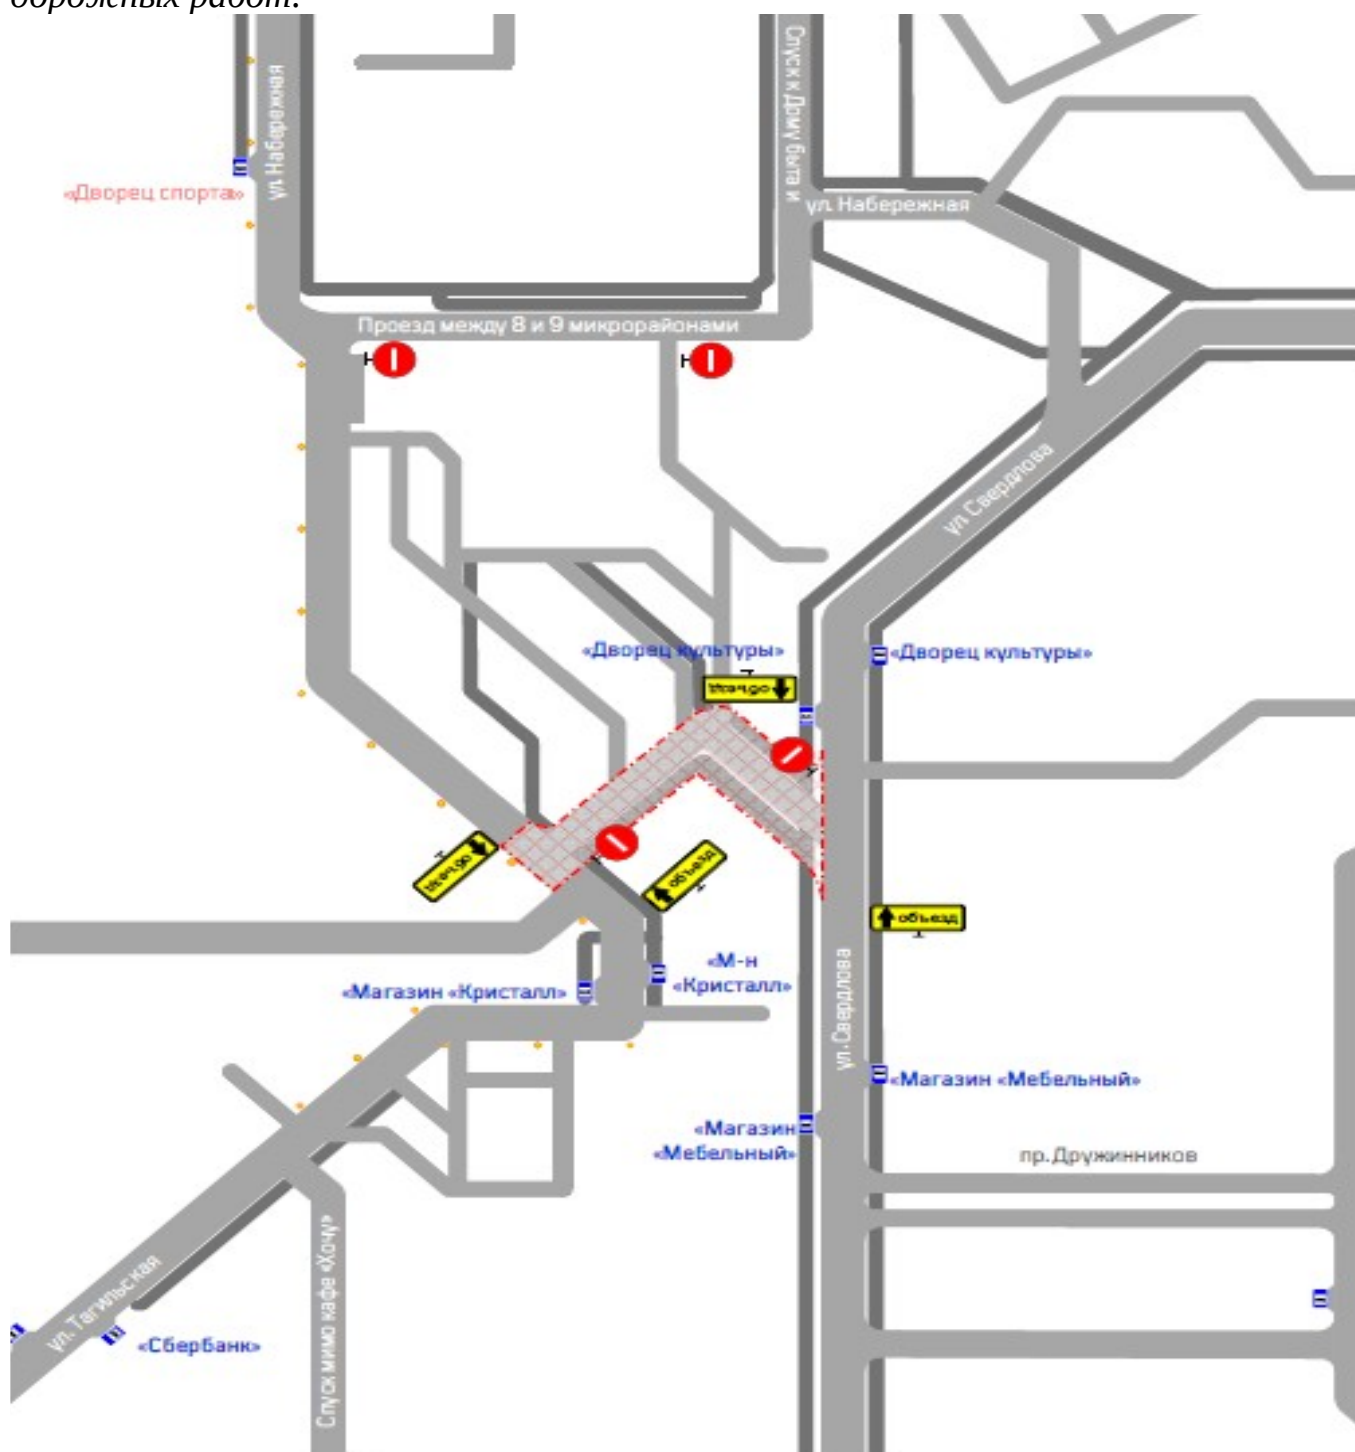 дорожных работ.
ул. Набережная
Спуск к Дому быта и
«Дворец спорта»
ул. Набережная
Проезд между 8 и 9 микрорайонами
ул. Свердлова
«Дворец культуры»
«Дворец культуры»
объезд
объезд
объезд
объезд
«М-н
«Кристалл»
«Магазин «Кристалл»
ул. Свердлова
«Магазин «Мебельный»
«Магазин
«Мебельный»
пр.Дружинников
ул. Тагильская
Спуск мимо кафе «Хочу»
«Сбербанк»